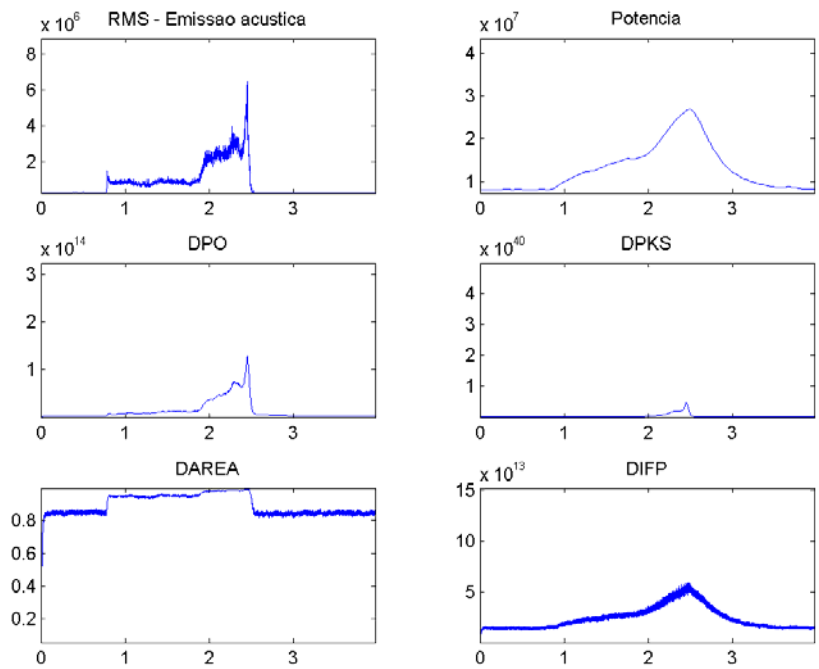 RMS - Emissao acustica
x 10^6
8
6
4
2
0 1 2 3
Potencia
x 10^7
4
3
2
1
0 1 2 3
DPO
x 10^14
3
2
1
0 1 2 3
DPKS
x 10^40
4
3
2
1
0 1 2 3
DAREA
0.8
0.6
0.4
0.2
0 1 2 3
DIFP
x 10^13
15
10
5
0 1 2 3